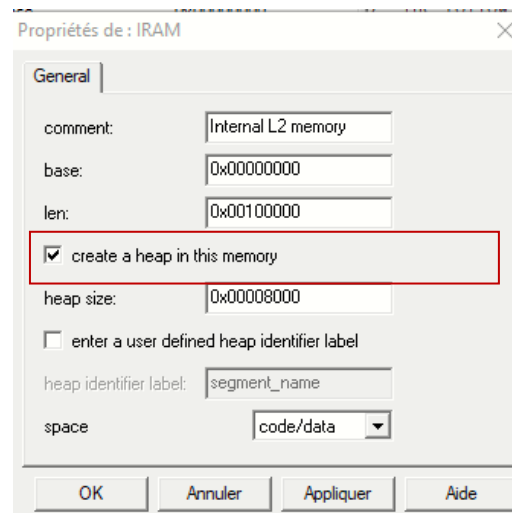 Propriétés de : IRAM
General
comment: Internal L2 memory
base: 0x00000000
len: 0x00100000
create a heap in this memory
heap size: 0x00008000
enter a user defined heap identifier label
heap identifier label: segment_name
space code/data
OK Annuler Appliquer Aide